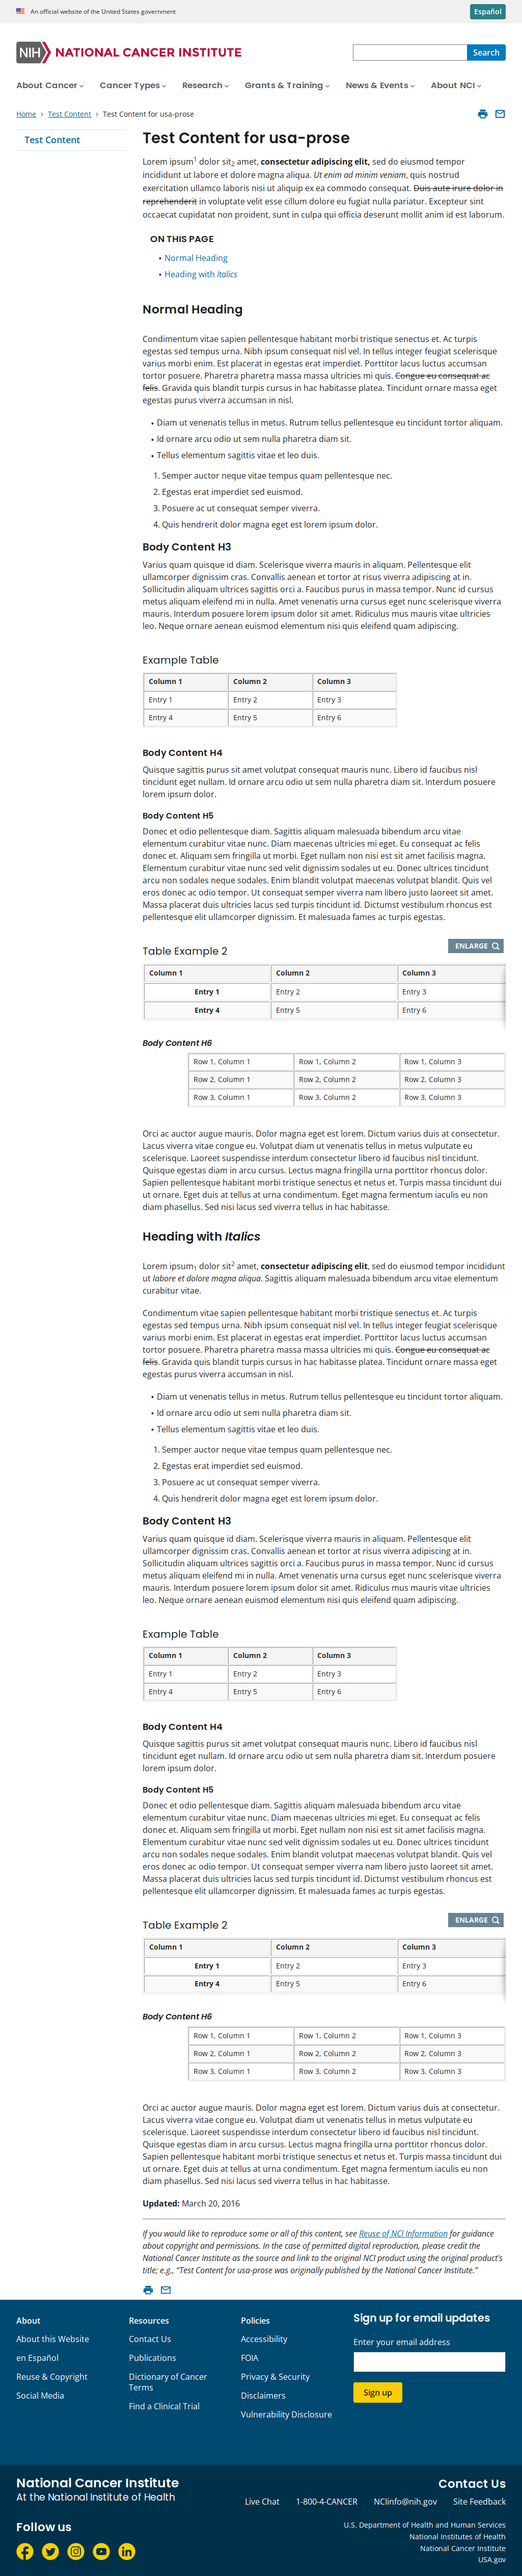 An official website of the United States government
Español
NIH NATIONAL CANCER INSTITUTE
Search
About Cancer Cancer Types Research Grants & Training News & Events About NCI
Home > Test Content > Test Content for usa-prose
Test Content
Test Content for usa-prose
Lorem ipsum1 dolor sit2 amet, consectetur adipiscing elit, sed do eiusmod tempor
incididunt ut labore et dolore magna aliqua. Ut enim ad minim veniam, quis nostrud
exercitation ullamco laboris nisi ut aliquip ex ea commodo consequat. Duis aute irure dolor in
reprehenderit in voluptate velit esse cillum dolore eu fugiat nulla pariatur. Excepteur sint
occaecat cupidatat non proident, sunt in culpa qui officia deserunt mollit anim id est laborum.
ON THIS PAGE
• Normal Heading
• Heading with Italics
Normal Heading
Condimentum vitae sapien pellentesque habitant morbi tristique senectus et. Ac turpis
egestas sed tempus urna. Nibh ipsum consequat nisl vel. In tellus integer feugiat scelerisque
varius morbi enim. Est placerat in egestas erat imperdiet. Porttitor lacus luctus accumsan
tortor posuere. Pharetra pharetra massa massa ultricies mi quis. Congue eu consequat ac
felis. Gravida quis blandit turpis cursus in hac habitasse platea. Tincidunt ornare massa eget
egestas purus viverra accumsan in nisl.
• Diam ut venenatis tellus in metus. Rutrum tellus pellentesque eu tincidunt tortor aliquam.
• Id ornare arcu odio ut sem nulla pharetra diam sit.
• Tellus elementum sagittis vitae et leo duis.
1. Semper auctor neque vitae tempus quam pellentesque nec.
2. Egestas erat imperdiet sed euismod.
3. Posuere ac ut consequat semper viverra.
4. Quis hendrerit dolor magna eget est lorem ipsum dolor.
Body Content H3
Varius quam quisque id diam. Scelerisque viverra mauris in aliquam. Pellentesque elit
ullamcorper dignissim cras. Convallis aenean et tortor at risus viverra adipiscing at in.
Sollicitudin aliquam ultrices sagittis orci a. Faucibus purus in massa tempor. Nunc id cursus
metus aliquam eleifend mi in nulla. Amet venenatis urna cursus eget nunc scelerisque viverra
mauris. Interdum posuere lorem ipsum dolor sit amet. Ridiculus mus mauris vitae ultricies
leo. Neque ornare aenean euismod elementum nisi quis eleifend quam adipiscing.
Example Table
Column 1 Column 2 Column 3
Entry 1 Entry 2 Entry 3
Entry 4 Entry 5 Entry 6
Body Content H4
Quisque sagittis purus sit amet volutpat consequat mauris nunc. Libero id faucibus nisl
tincidunt eget nullam. Id ornare arcu odio ut sem nulla pharetra diam sit. Interdum posuere
lorem ipsum dolor.
Body Content H5
Donec et odio pellentesque diam. Sagittis aliquam malesuada bibendum arcu vitae
elementum curabitur vitae nunc. Diam maecenas ultricies mi eget. Eu consequat ac felis
donec et. Aliquam sem fringilla ut morbi. Eget nullam non nisi est sit amet facilisis magna.
Elementum curabitur vitae nunc sed velit dignissim sodales ut eu. Donec ultrices tincidunt
arcu non sodales neque sodales. Enim blandit volutpat maecenas volutpat blandit. Quis vel
eros donec ac odio tempor. Ut consequat semper viverra nam libero justo laoreet sit amet.
Massa placerat duis ultricies lacus sed turpis tincidunt id. Dictumst vestibulum rhoncus est
pellentesque elit ullamcorper dignissim. Et malesuada fames ac turpis egestas.
ENLARGE
Table Example 2
Column 1 Column 2 Column 3
Entry 1 Entry 2 Entry 3
Entry 4 Entry 5 Entry 6
Body Content H6
Row 1, Column 1 Row 1, Column 2 Row 1, Column 3
Row 2, Column 1 Row 2, Column 2 Row 2, Column 3
Row 3, Column 1 Row 3, Column 2 Row 3, Column 3
Orci ac auctor augue mauris. Dolor magna eget est lorem. Dictum varius duis at consectetur.
Lacus viverra vitae congue eu. Volutpat diam ut venenatis tellus in metus vulputate eu
scelerisque. Laoreet suspendisse interdum consectetur libero id faucibus nisl tincidunt.
Quisque egestas diam in arcu cursus. Lectus magna fringilla urna porttitor rhoncus dolor.
Sapien pellentesque habitant morbi tristique senectus et netus et. Turpis massa tincidunt dui
ut ornare. Eget duis at tellus at urna condimentum. Eget magna fermentum iaculis eu non
diam phasellus. Sed nisi lacus sed viverra tellus in hac habitasse.
Heading with Italics
Lorem ipsum1 dolor sit2 amet, consectetur adipiscing elit, sed do eiusmod tempor incididunt
ut labore et dolore magna aliqua. Sagittis aliquam malesuada bibendum arcu vitae elementum
curabitur vitae.
Condimentum vitae sapien pellentesque habitant morbi tristique senectus et. Ac turpis
egestas sed tempus urna. Nibh ipsum consequat nisl vel. In tellus integer feugiat scelerisque
varius morbi enim. Est placerat in egestas erat imperdiet. Porttitor lacus luctus accumsan
tortor posuere. Pharetra pharetra massa massa ultricies mi quis. Congue eu consequat ac
felis. Gravida quis blandit turpis cursus in hac habitasse platea. Tincidunt ornare massa eget
egestas purus viverra accumsan in nisl.
• Diam ut venenatis tellus in metus. Rutrum tellus pellentesque eu tincidunt tortor aliquam.
• Id ornare arcu odio ut sem nulla pharetra diam sit.
• Tellus elementum sagittis vitae et leo duis.
1. Semper auctor neque vitae tempus quam pellentesque nec.
2. Egestas erat imperdiet sed euismod.
3. Posuere ac ut consequat semper viverra.
4. Quis hendrerit dolor magna eget est lorem ipsum dolor.
Body Content H3
Varius quam quisque id diam. Scelerisque viverra mauris in aliquam. Pellentesque elit
ullamcorper dignissim cras. Convallis aenean et tortor at risus viverra adipiscing at in.
Sollicitudin aliquam ultrices sagittis orci a. Faucibus purus in massa tempor. Nunc id cursus
metus aliquam eleifend mi in nulla. Amet venenatis urna cursus eget nunc scelerisque viverra
mauris. Interdum posuere lorem ipsum dolor sit amet. Ridiculus mus mauris vitae ultricies
leo. Neque ornare aenean euismod elementum nisi quis eleifend quam adipiscing.
Example Table
Column 1 Column 2 Column 3
Entry 1 Entry 2 Entry 3
Entry 4 Entry 5 Entry 6
Body Content H4
Quisque sagittis purus sit amet volutpat consequat mauris nunc. Libero id faucibus nisl
tincidunt eget nullam. Id ornare arcu odio ut sem nulla pharetra diam sit. Interdum posuere
lorem ipsum dolor.
Body Content H5
Donec et odio pellentesque diam. Sagittis aliquam malesuada bibendum arcu vitae
elementum curabitur vitae nunc. Diam maecenas ultricies mi eget. Eu consequat ac felis
donec et. Aliquam sem fringilla ut morbi. Eget nullam non nisi est sit amet facilisis magna.
Elementum curabitur vitae nunc sed velit dignissim sodales ut eu. Donec ultrices tincidunt
arcu non sodales neque sodales. Enim blandit volutpat maecenas volutpat blandit. Quis vel
eros donec ac odio tempor. Ut consequat semper viverra nam libero justo laoreet sit amet.
Massa placerat duis ultricies lacus sed turpis tincidunt id. Dictumst vestibulum rhoncus est
pellentesque elit ullamcorper dignissim. Et malesuada fames ac turpis egestas.
ENLARGE
Table Example 2
Column 1 Column 2 Column 3
Entry 1 Entry 2 Entry 3
Entry 4 Entry 5 Entry 6
Body Content H6
Row 1, Column 1 Row 1, Column 2 Row 1, Column 3
Row 2, Column 1 Row 2, Column 2 Row 2, Column 3
Row 3, Column 1 Row 3, Column 2 Row 3, Column 3
Orci ac auctor augue mauris. Dolor magna eget est lorem. Dictum varius duis at consectetur.
Lacus viverra vitae congue eu. Volutpat diam ut venenatis tellus in metus vulputate eu
scelerisque. Laoreet suspendisse interdum consectetur libero id faucibus nisl tincidunt.
Quisque egestas diam in arcu cursus. Lectus magna fringilla urna porttitor rhoncus dolor.
Sapien pellentesque habitant morbi tristique senectus et netus et. Turpis massa tincidunt dui
ut ornare. Eget duis at tellus at urna condimentum. Eget magna fermentum iaculis eu non
diam phasellus. Sed nisi lacus sed viverra tellus in hac habitasse.
Updated: March 20, 2016
If you would like to reproduce some or all of this content, see Reuse of NCI Information for guidance
about copyright and permissions. In the case of permitted digital reproduction, please credit the
National Cancer Institute as the source and link to the original NCI product using the original product's
title; e.g., “Test Content for usa-prose was originally published by the National Cancer Institute.”
About
About this Website
en Español
Reuse & Copyright
Social Media
Resources
Contact Us
Publications
Dictionary of Cancer
Terms
Find a Clinical Trial
Policies
Accessibility
FOIA
Privacy & Security
Disclaimers
Vulnerability Disclosure
Sign up for email updates
Enter your email address
Sign up
National Cancer Institute
At the National Institute of Health
Contact Us
Live Chat 1-800-4-CANCER NCIinfo@nih.gov Site Feedback
Follow us
U.S. Department of Health and Human Services
National Institutes of Health
National Cancer Institute
USA.gov